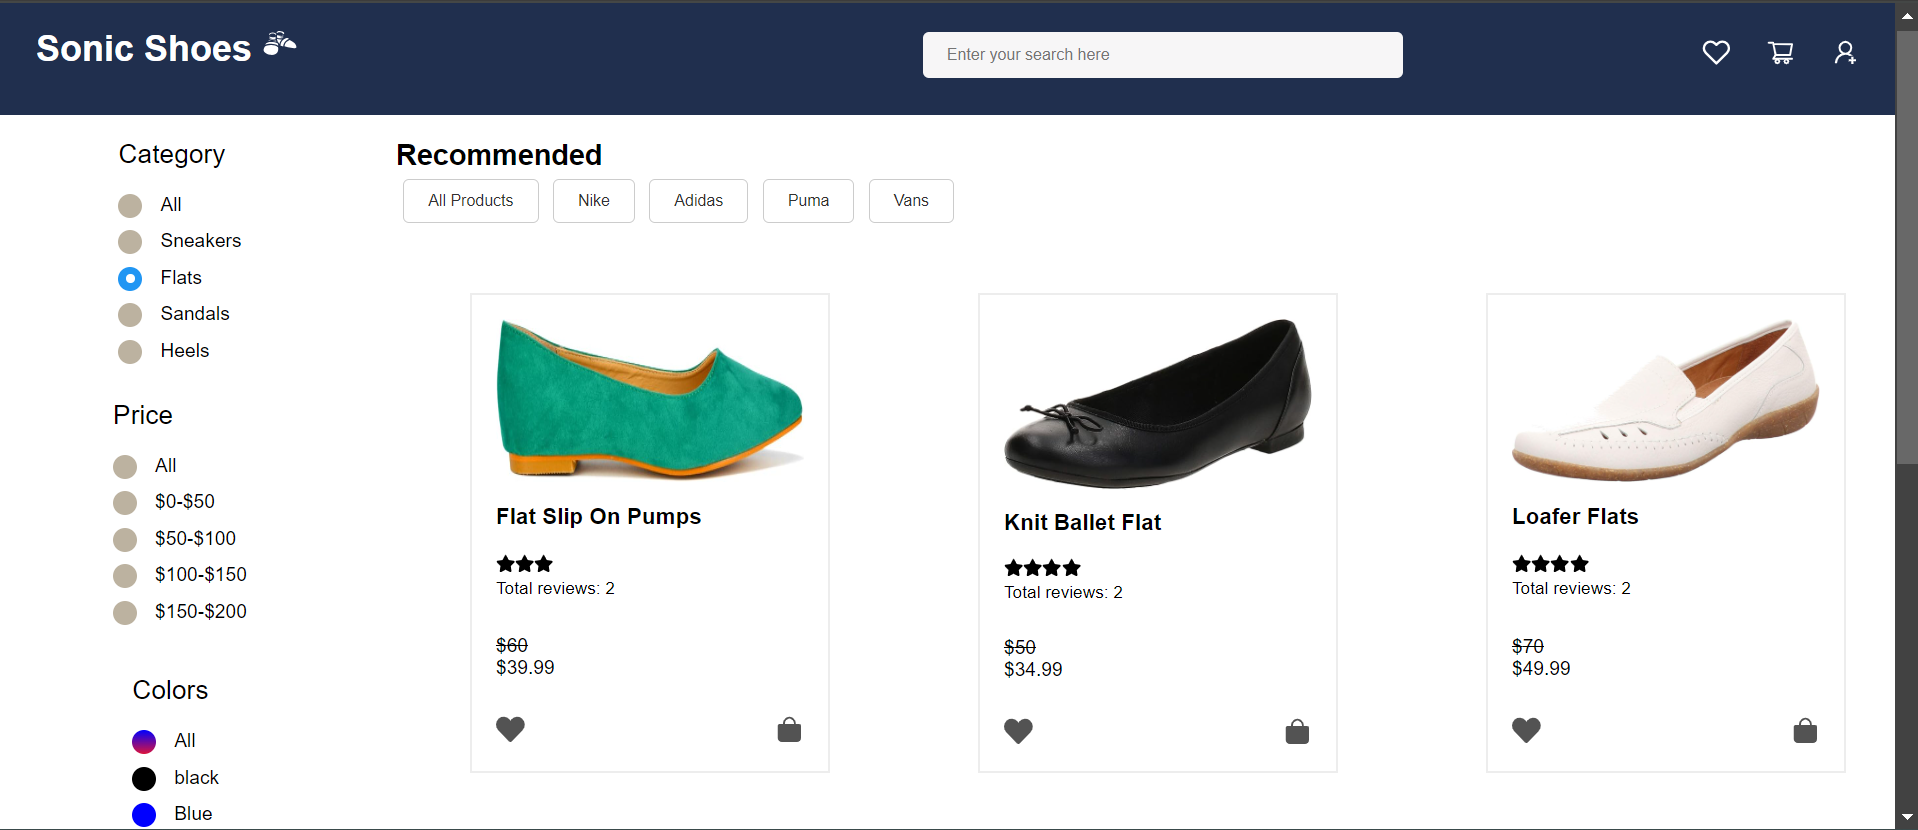 Sonic Shoes
Enter your search here
Category
All
Sneakers
Flats
Sandals
Heels
Price
All
$0-$50
$50-$100
$100-$150
$150-$200
Colors
All
black
Blue
Recommended
All Products
Nike
Adidas
Puma
Vans
Flat Slip On Pumps
Total reviews: 2
$60
$39.99
Knit Ballet Flat
Total reviews: 2
$50
$34.99
Loafer Flats
Total reviews: 2
$70
$49.99